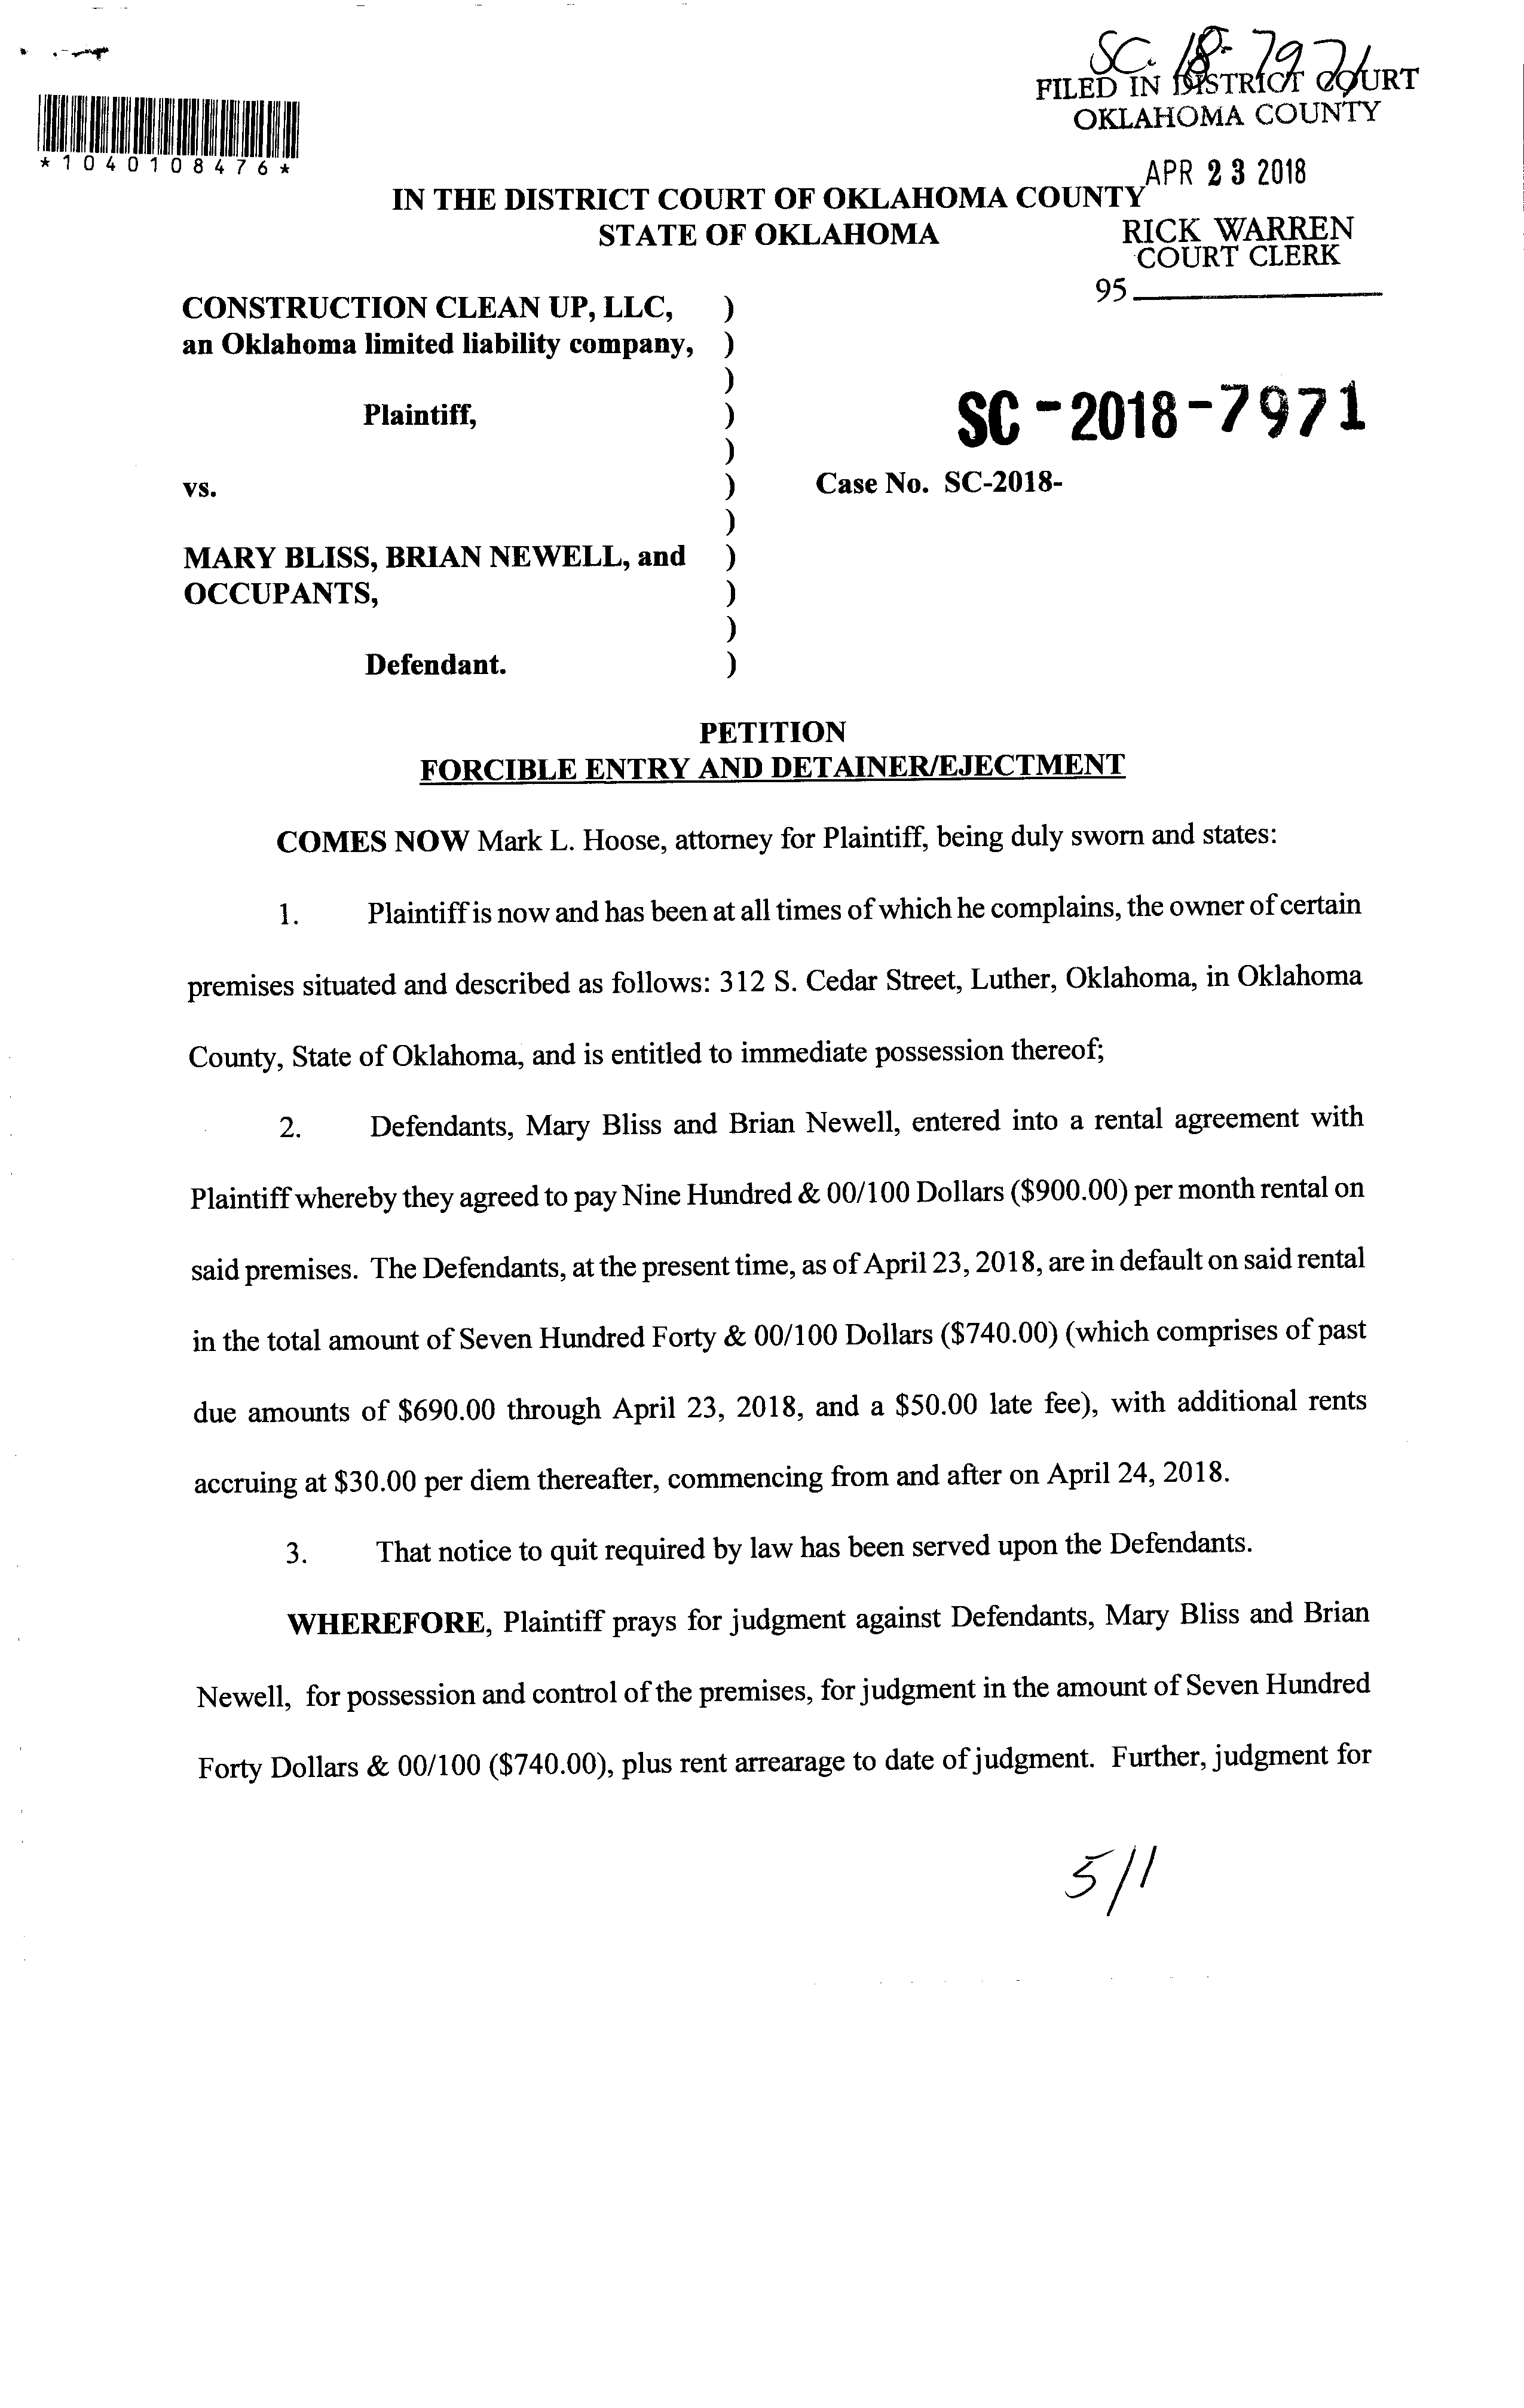 SC. 18-7971
FILED IN DISTRICT COURT
OKLAHOMA COUNTY
*1040108476*
APR 23 2018
IN THE DISTRICT COURT OF OKLAHOMA COUNTY
STATE OF OKLAHOMA
RICK WARREN
COURT CLERK
95
CONSTRUCTION CLEAN UP, LLC, )
an Oklahoma limited liability company, )
)
Plaintiff, )
SC-2018-7971
)
vs. ) Case No. SC-2018-
)
MARY BLISS, BRIAN NEWELL, and )
OCCUPANTS, )
)
Defendant. )
PETITION
FORCIBLE ENTRY AND DETAINER/EJECTMENT
COMES NOW Mark L. Hoose, attorney for Plaintiff, being duly sworn and states:
1. Plaintiff is now and has been at all times of which he complains, the owner of certain
premises situated and described as follows: 312 S. Cedar Street, Luther, Oklahoma, in Oklahoma
County, State of Oklahoma, and is entitled to immediate possession thereof;
2. Defendants, Mary Bliss and Brian Newell, entered into a rental agreement with
Plaintiff whereby they agreed to pay Nine Hundred & 00/100 Dollars ($900.00) per month rental on
said premises. The Defendants, at the present time, as of April 23, 2018, are in default on said rental
in the total amount of Seven Hundred Forty & 00/100 Dollars ($740.00) (which comprises of past
due amounts of $690.00 through April 23, 2018, and a $50.00 late fee), with additional rents
accruing at $30.00 per diem thereafter, commencing from and after on April 24, 2018.
3. That notice to quit required by law has been served upon the Defendants.
WHEREFORE, Plaintiff prays for judgment against Defendants, Mary Bliss and Brian
Newell, for possession and control of the premises, for judgment in the amount of Seven Hundred
Forty Dollars & 00/100 ($740.00), plus rent arrearage to date of judgment. Further, judgment for
5/1